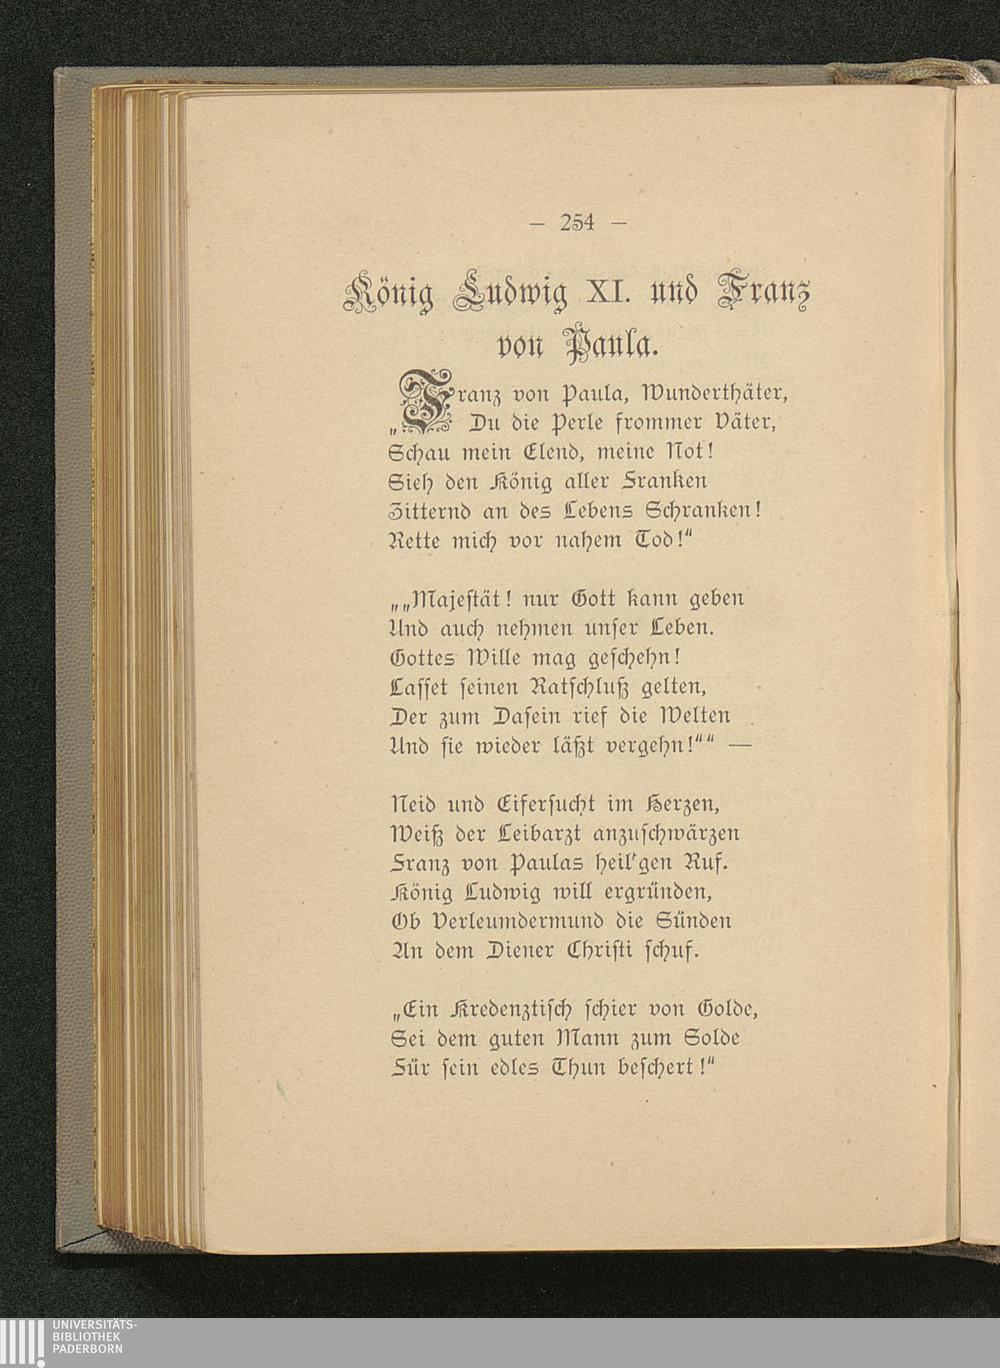 — 254 —
König Ludwig XI. und Franz
von Paula.
„Franz von Paula, Wunderthäter,
Du die Perle frommer Väter,
Schau mein Elend, meine Not!
Sieh den König aller Franken
Zitternd an des Lebens Schranken!
Rette mich vor nahem Tod!“
„„Majestät! nur Gott kann geben
Und auch nehmen unser Leben.
Gottes Wille mag geschehn!
Lasset seinen Ratschluß gelten,
Der zum Dasein rief die Welten
Und sie wieder läßt vergehn!““ —
Neid und Eifersucht im Herzen,
Weiß der Leibarzt anzuschwärzen
Franz von Paulas heil'gen Ruf.
König Ludwig will ergründen,
Ob Verleumdermund die Sünden
An dem Diener Christi schuf.
„Ein Kredenztisch schier von Golde,
Sei dem guten Mann zum Solde
Für sein edles Thun beschert!“
UNIVERSITÄTS-
BIBLIOTHEK
PADERBORN